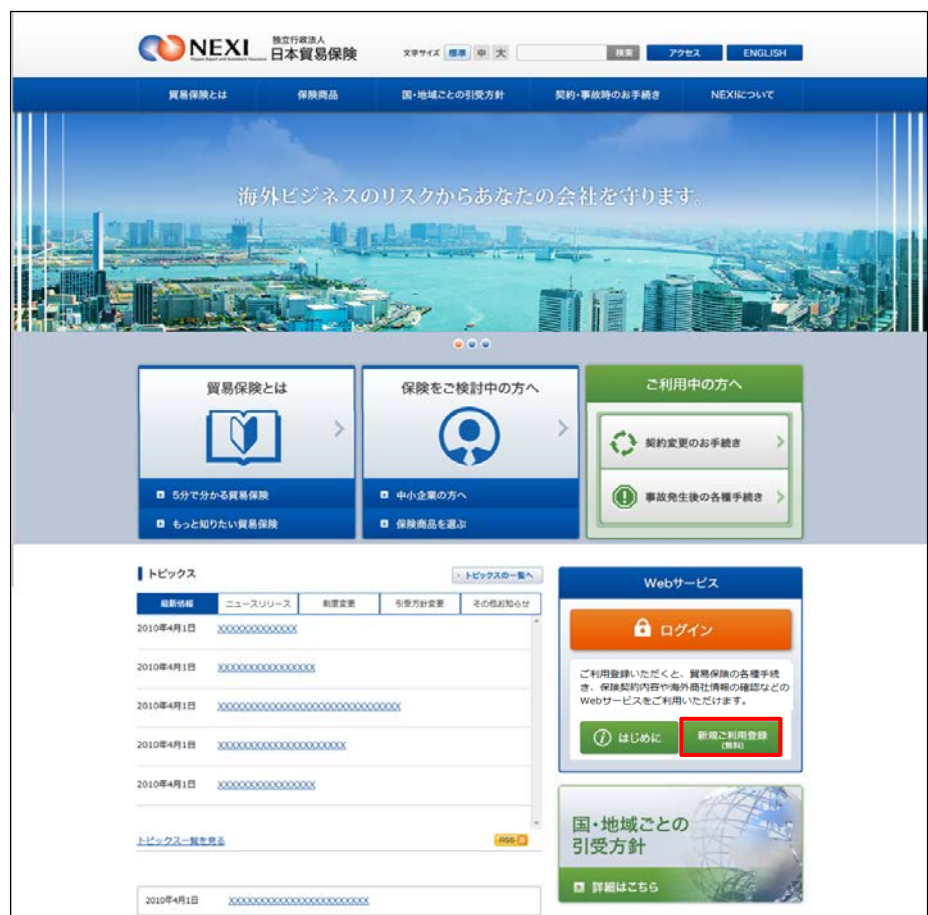 NEXI
独立行政法人
日本貿易保険
文字サイズ 標準 中 大 検索 アクセス ENGLISH
貿易保険とは 保険商品 国・地域ごとの引受方針 契約・事故時のお手続き NEXIについて
海外ビジネスのリスクからあなたの会社を守ります。
貿易保険とは
5分で分かる貿易保険
もっと知りたい貿易保険
保険をご検討中の方へ
中小企業の方へ
保険商品を選ぶ
ご利用中の方へ
契約変更のお手続き
事故発生後の各種手続き
トピックス トピックスの一覧へ
最新情報 ニュースリリース 制度変更 引受方針変更 その他お知らせ
2010年4月1日 XXXXXXXXXXXXX
2010年4月1日 XXXXXXXXXXXXXXXX
2010年4月1日 XXXXXXXXXXXXXXXXXXXXXXXXXXXXXX
2010年4月1日 XXXXXXXXXXXXXXXXXXXXX
2010年4月1日 XXXXXXXXXXXXXXXX
トピックス一覧を見る RSS
2010年4月1日 XXXXXXXXXXXXXXXXXXXXXXX
Webサービス
ログイン
ご利用登録いただくと、貿易保険の各種手続
き、保険契約内容や海外商社情報の確認などの
Webサービスをご利用いただけます。
はじめに
新規ご利用登録
(無料)
国・地域ごとの
引受方針
詳細はこちら